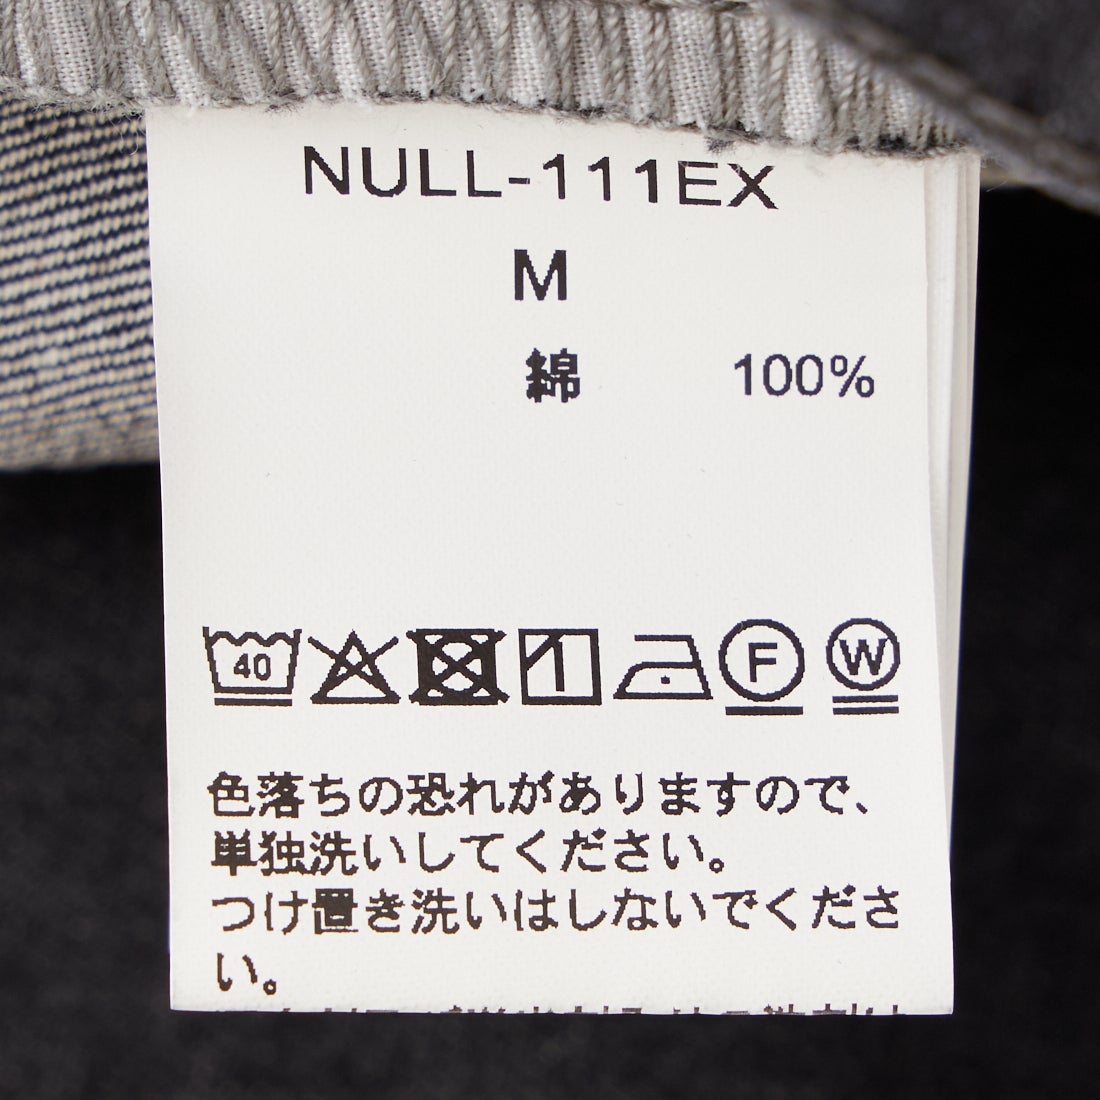 NULL-111EX
M
綿 100%
40
F
W
色落ちの恐れがありますので、
単独洗いしてください。
つけ置き洗いはしないでくださ
い。